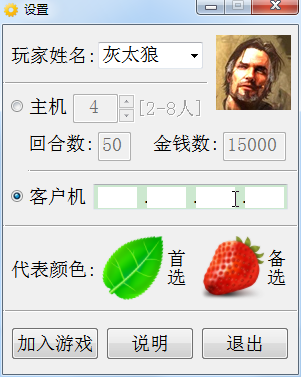 设置
玩家姓名: 灰太狼
主机 4 [2-8人]
回合数: 50 金钱数: 15000
客户机 . . .
代表颜色: 首选 备选
加入游戏 说明 退出